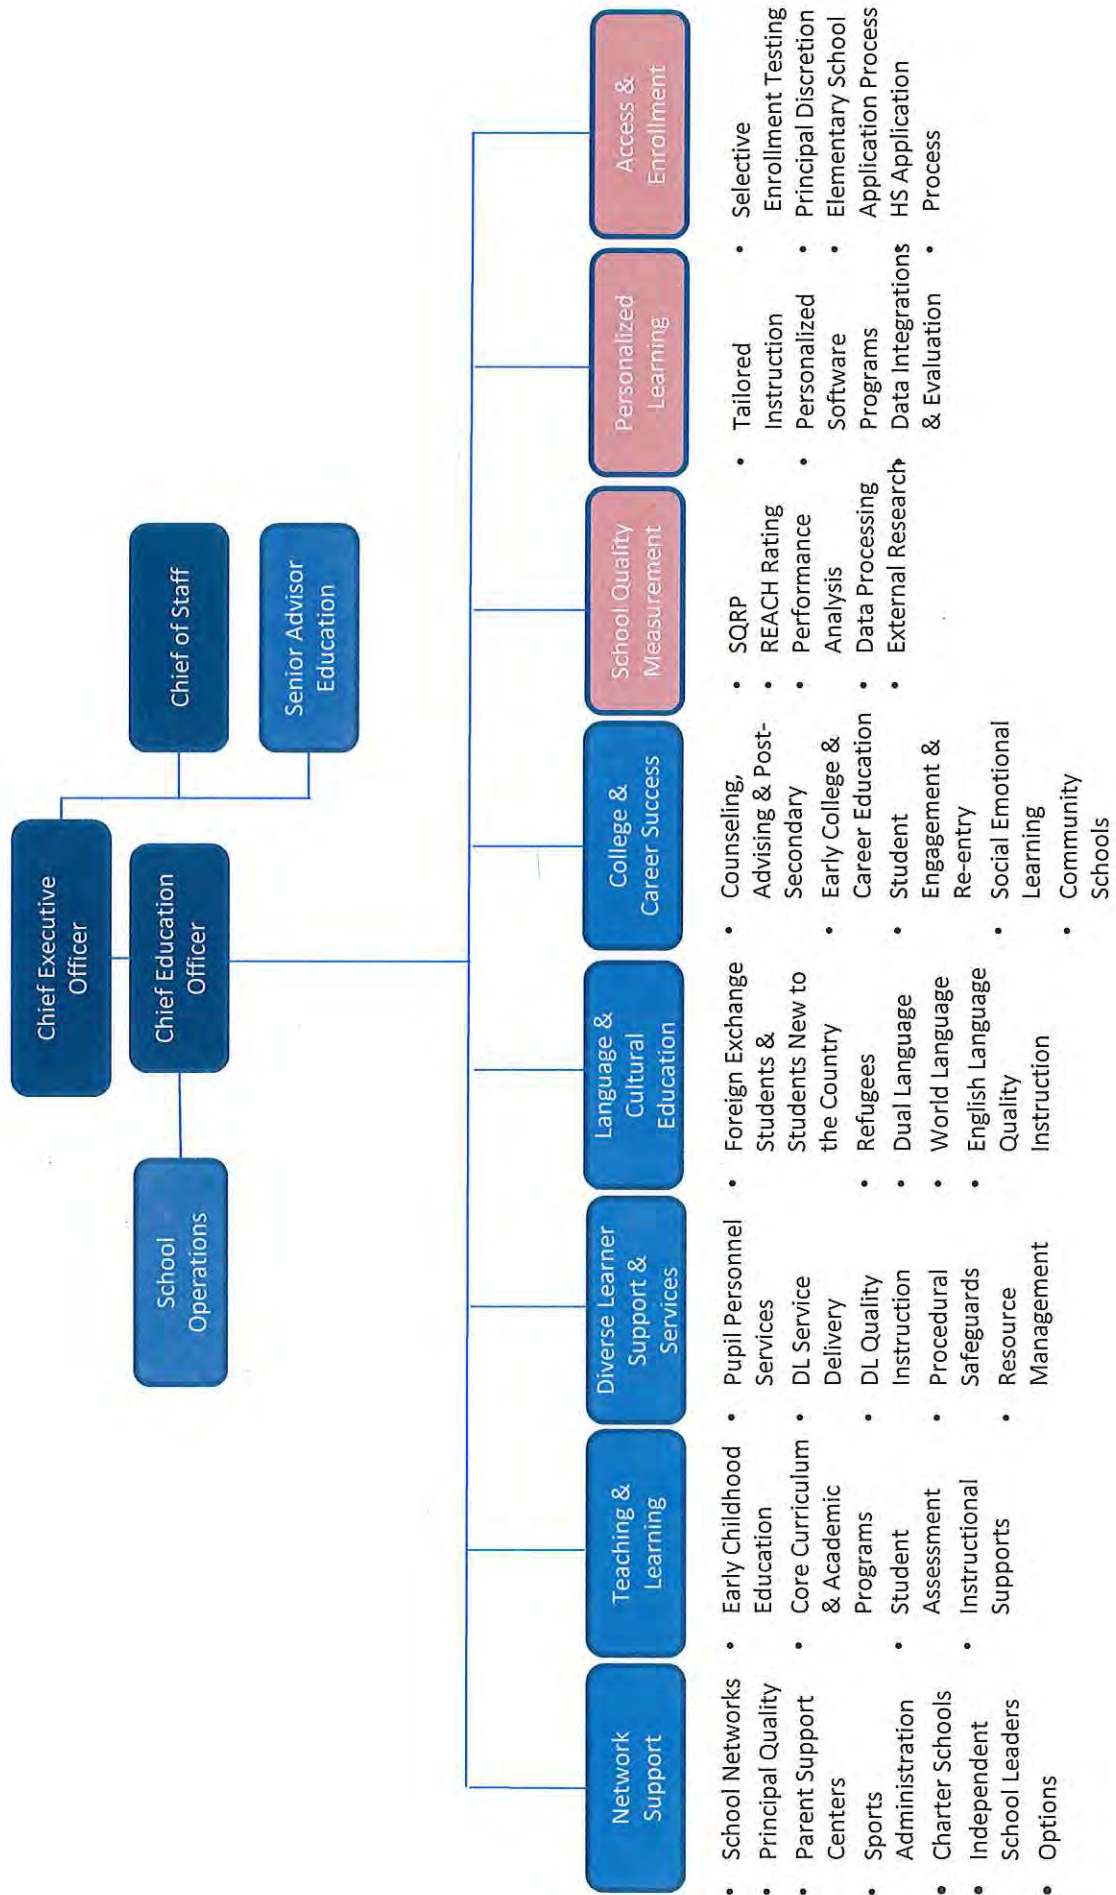 Chief Executive
Officer
Chief of Staff
Chief Education
Officer
Senior Advisor
Education
School
Operations
Network
Support
Teaching &
Learning
Diverse Learner
Support &
Services
Language &
Cultural
Education
College &
Career Success
School Quality
Measurement
Personalized
Learning
Access &
Enrollment
• School Networks
• Principal Quality
• Parent Support
Centers
• Sports
Administration
• Charter Schools
• Independent
School Leaders
• Options
• Early Childhood
Education
• Core Curriculum
& Academic
Programs
• Student
Assessment
• Instructional
Supports
• Pupil Personnel
Services
• DL Service
Delivery
• DL Quality
Instruction
• Procedural
Safeguards
• Resource
Management
• Foreign Exchange
Students &
Students New to
the Country
• Refugees
• Dual Language
• World Language
• English Language
Quality
Instruction
• Counseling,
Advising & Post-
Secondary
• Early College &
Career Education
• Student
Engagement &
Re-entry
• Social Emotional
Learning
• Community
Schools
• SQRP
• REACH Rating
• Performance
Analysis
• Data Processing
• External Research
• Tailored
Instruction
• Personalized
Software
Programs
• Data Integrations
& Evaluation
• Selective
Enrollment Testing
• Principal Discretion
• Elementary School
Application Process
• HS Application
Process